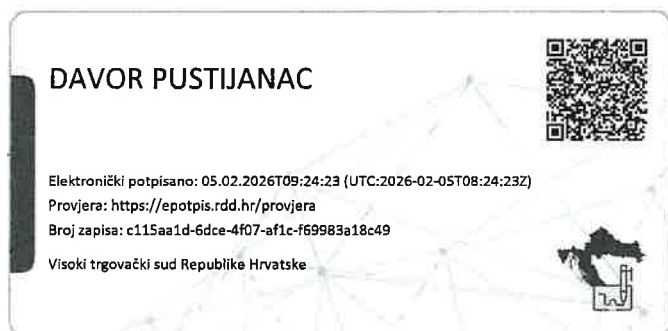 DAVOR PUSTIJANAC
Elektronički potpisano: 05.02.2026T09:24:23 (UTC:2026-02-05T08:24:23Z)
Provjera: https://epotpis.rdd.hr/provjera
Broj zapisa: c115aa1d-6dce-4f07-af1c-f69983a18c49
Visoki trgovački sud Republike Hrvatske